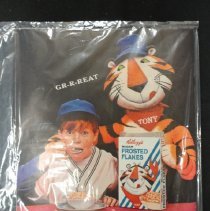 GR-R-REAT
TONY
Kellogg's
FROSTED
FLAKES